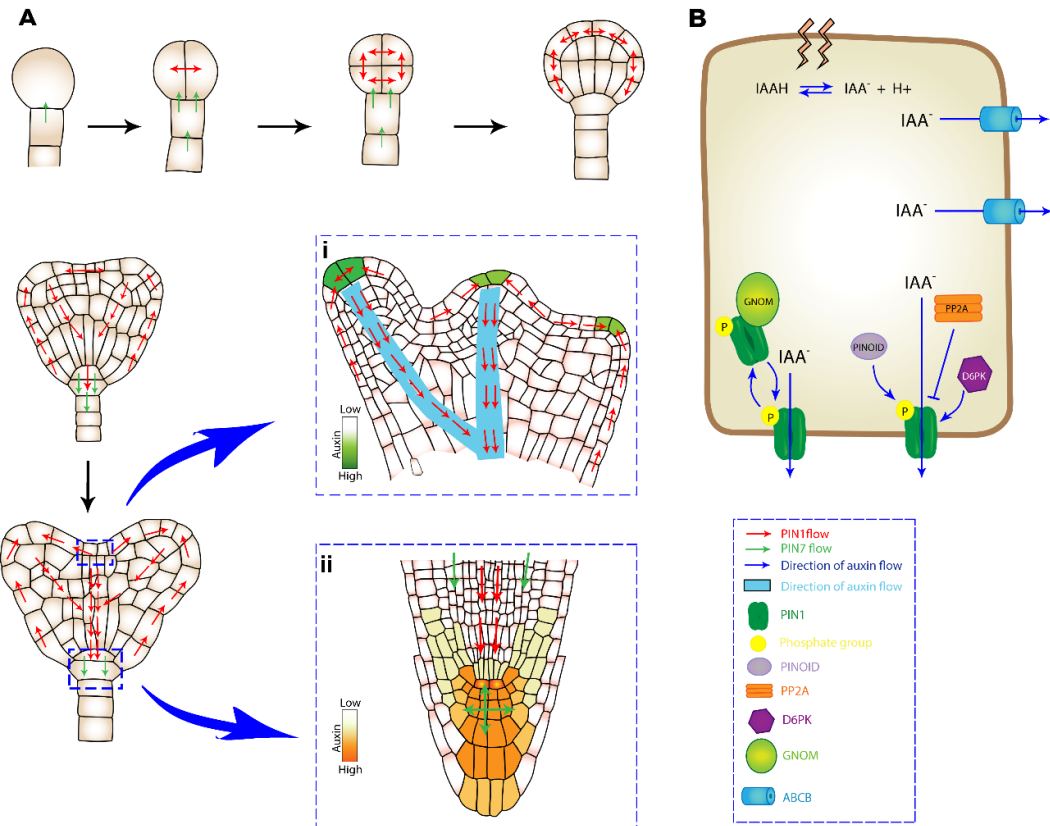 A
B
IAAH
IAA⁻ + H+
IAA⁻
IAA⁻
IAA⁻
PP2A
GNOM
P
IAA⁻
PINOID
D6PK
P
P
i
Low
Auxin
High
ii
Low
Auxin
High
PIN1flow
PIN7 flow
Direction of auxin flow
Direction of auxin flow
PIN1
Phosphate group
PINOID
PP2A
D6PK
GNOM
ABCB